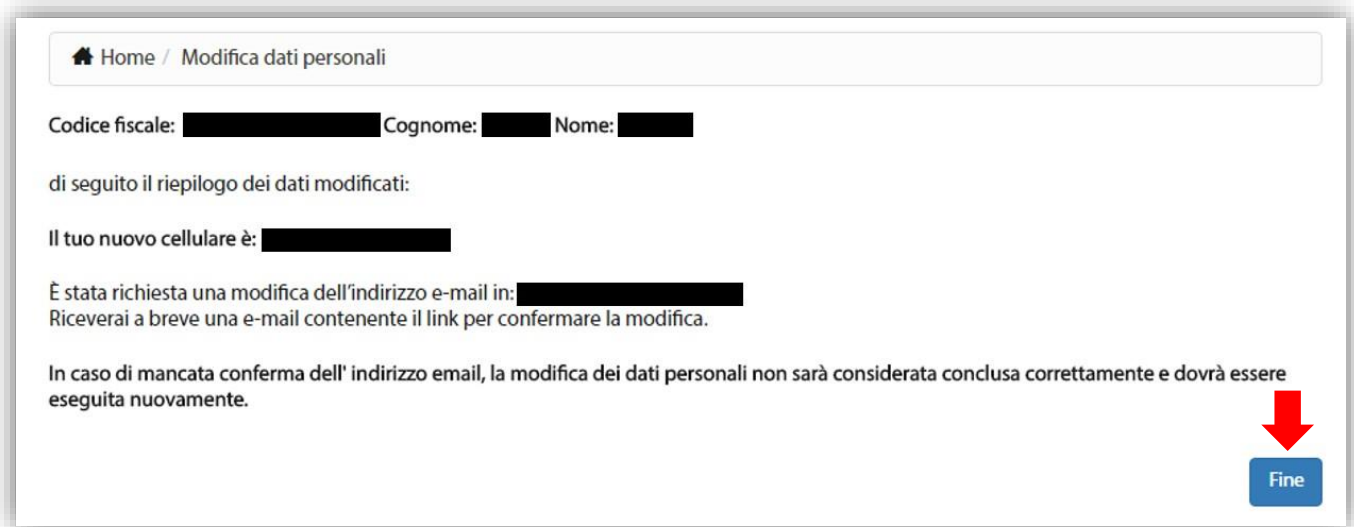 Home / Modifica dati personali
Codice fiscale: Cognome: Nome:
di seguito il riepilogo dei dati modificati:
Il tuo nuovo cellulare è:
È stata richiesta una modifica dell'indirizzo e-mail in:
Riceverai a breve una e-mail contenente il link per confermare la modifica.
In caso di mancata conferma dell' indirizzo email, la modifica dei dati personali non sarà considerata conclusa correttamente e dovrà essere
eseguita nuovamente.
Fine